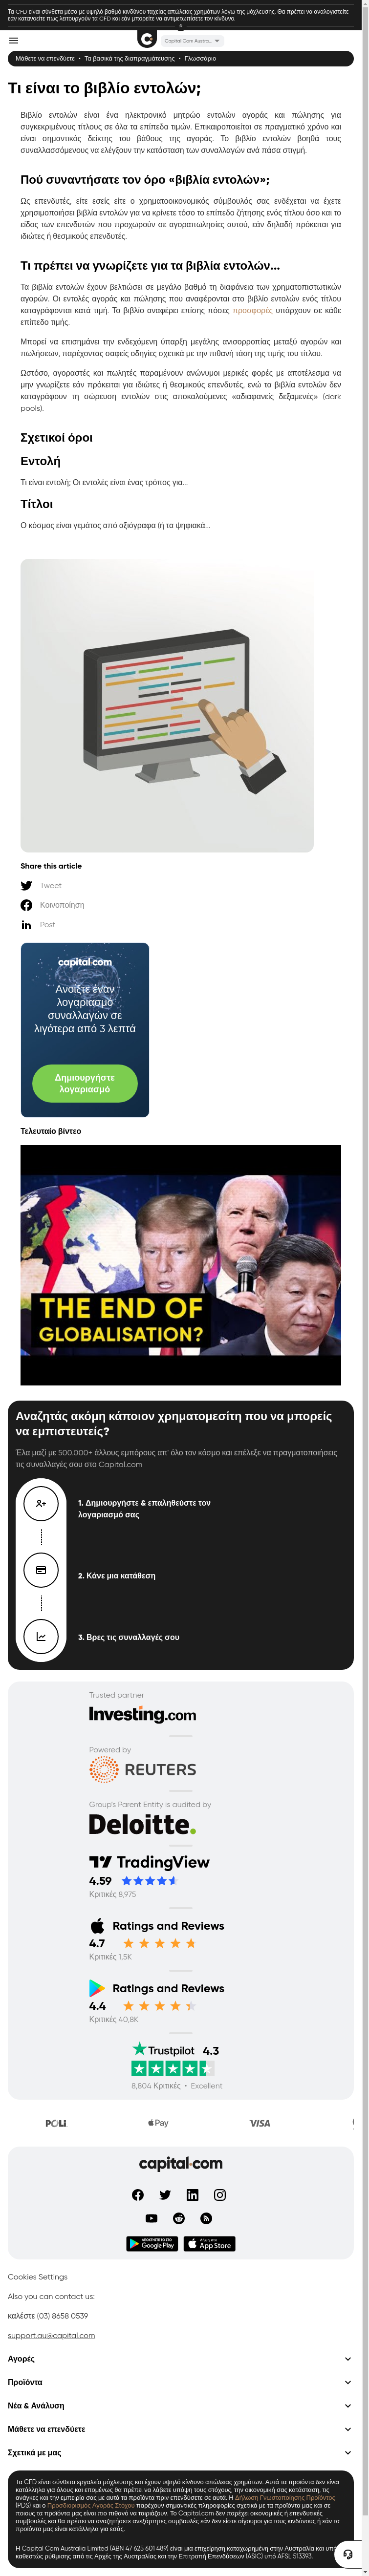 Τα CFD είναι σύνθετα μέσα με υψηλό βαθμό κινδύνου ταχείας απώλειας χρημάτων λόγω της μόχλευσης. Θα πρέπει να αναλογιστείτε
εάν κατανοείτε πως λειτουργούν τα CFD και εάν μπορείτε να αντιμετωπίσετε τον κίνδυνο.
Capital Com Austra...
Μάθετε να επενδύετε • Τα βασικά της διαπραγμάτευσης • Γλωσσάριο
Τι είναι το βιβλίο εντολών;
Βιβλίο εντολών είναι ένα ηλεκτρονικό μητρώο εντολών αγοράς και πώλησης για
συγκεκριμένους τίτλους σε όλα τα επίπεδα τιμών. Επικαιροποιείται σε πραγματικό χρόνο και
είναι σημαντικός δείκτης του βάθους της αγοράς. Το βιβλίο εντολών βοηθά τους
συναλλασσόμενους να ελέγξουν την κατάσταση των συναλλαγών ανά πάσα στιγμή.
Πού συναντήσατε τον όρο «βιβλία εντολών»;
Ως επενδυτές, είτε εσείς είτε ο χρηματοοικονομικός σύμβουλός σας ενδέχεται να έχετε
χρησιμοποιήσει βιβλία εντολών για να κρίνετε τόσο το επίπεδο ζήτησης ενός τίτλου όσο και το
είδος των επενδυτών που προχωρούν σε αγοραπωλησίες αυτού, εάν δηλαδή πρόκειται για
ιδιώτες ή θεσμικούς επενδυτές.
Τι πρέπει να γνωρίζετε για τα βιβλία εντολών...
Τα βιβλία εντολών έχουν βελτιώσει σε μεγάλο βαθμό τη διαφάνεια των χρηματοπιστωτικών
αγορών. Οι εντολές αγοράς και πώλησης που αναφέρονται στο βιβλίο εντολών ενός τίτλου
καταγράφονται κατά τιμή. Το βιβλίο αναφέρει επίσης πόσες προσφορές υπάρχουν σε κάθε
επίπεδο τιμής.
Μπορεί να επισημάνει την ενδεχόμενη ύπαρξη μεγάλης ανισορροπίας μεταξύ αγορών και
πωλήσεων, παρέχοντας σαφείς οδηγίες σχετικά με την πιθανή τάση της τιμής του τίτλου.
Ωστόσο, αγοραστές και πωλητές παραμένουν ανώνυμοι μερικές φορές με αποτέλεσμα να
μην γνωρίζετε εάν πρόκειται για ιδιώτες ή θεσμικούς επενδυτές, ενώ τα βιβλία εντολών δεν
καταγράφουν τη σώρευση εντολών στις αποκαλούμενες «αδιαφανείς δεξαμενές» (dark
pools).
Σχετικοί όροι
Εντολή
Τι είναι εντολή; Οι εντολές είναι ένας τρόπος για...
Τίτλοι
Ο κόσμος είναι γεμάτος από αξιόγραφα (ή τα ψηφιακά...
Share this article
Tweet
Κοινοποίηση
Post
capital.com
Ανοίξτε έναν
λογαριασμό
συναλλαγών σε
λιγότερα από 3 λεπτά
Δημιουργήστε
λογαριασμό
Τελευταίο βίντεο
THE END OF
GLOBALISATION?
Αναζητάς ακόμη κάποιον χρηματομεσίτη που να μπορείς
να εμπιστευτείς?
Έλα μαζί με 500.000+ άλλους εμπόρους απ' όλο τον κόσμο και επέλεξε να πραγματοποιήσεις
τις συναλλαγές σου στο Capital.com
1. Δημιουργήστε & επαληθεύστε τον
λογαριασμό σας
2. Κάνε μια κατάθεση
3. Βρες τις συναλλαγές σου
Trusted partner
Investing.com
Powered by
REUTERS
Group's Parent Entity is audited by
Deloitte.
TradingView
4.59
Κριτικές 8,975
Ratings and Reviews
4.7
Κριτικές 1,5K
Ratings and Reviews
4.4
Κριτικές 40,8K
Trustpilot 4.3
8,804 Κριτικές • Excellent
POLi
Pay
VISA
capital.com
Google Play
App Store
Cookies Settings
Also you can contact us:
καλέστε (03) 8658 0539
support.au@capital.com
Αγορές
Προϊόντα
Νέα & Ανάλυση
Μάθετε να επενδύετε
Σχετικά με μας
Τα CFD είναι σύνθετα εργαλεία μόχλευσης και έχουν υψηλό κίνδυνο απώλειας χρημάτων. Αυτά τα προϊόντα δεν είναι
κατάλληλα για όλους και επομένως θα πρέπει να λάβετε υπόψη τους στόχους, την οικονομική σας κατάσταση, τις
ανάγκες και την εμπειρία σας με αυτά τα προϊόντα πριν επενδύσετε σε αυτά. Η Δήλωση Γνωστοποίησης Προϊόντος
(PDS) και ο Προσδιορισμός Αγοράς Στόχου παρέχουν σημαντικές πληροφορίες σχετικά με τα προϊόντα μας και σε
ποιους τα προϊόντα μας είναι πιο πιθανό να ταιριάζουν. Το Capital.com δεν παρέχει οικονομικές ή επενδυτικές
συμβουλές και θα πρέπει να αναζητήσετε ανεξάρτητες συμβουλές εάν δεν είστε σίγουροι για τους κινδύνους ή εάν τα
προϊόντα μας είναι κατάλληλα για εσάς.
Η Capital Com Australia Limited (ABN 47 625 601 489) είναι μια επιχείρηση καταχωρημένη στην Αυστραλία και υπό
καθεστώς ρύθμισης από τις Αρχές της Αυστραλίας και την Επιτροπή Επενδύσεων (ASIC) υπό AFSL 513393.